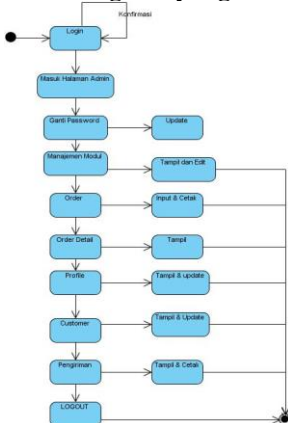 Konfirmasi
Login
Masuk Halaman Admin
Ganti Password
Update
Manajemen Modul
Tampil dan Edit
Order
Input & Cetak
Order Detail
Tampil
Profile
Tampil & update
Customer
Tampil & Update
Pengiriman
Tampil & Cetak
LOGOUT